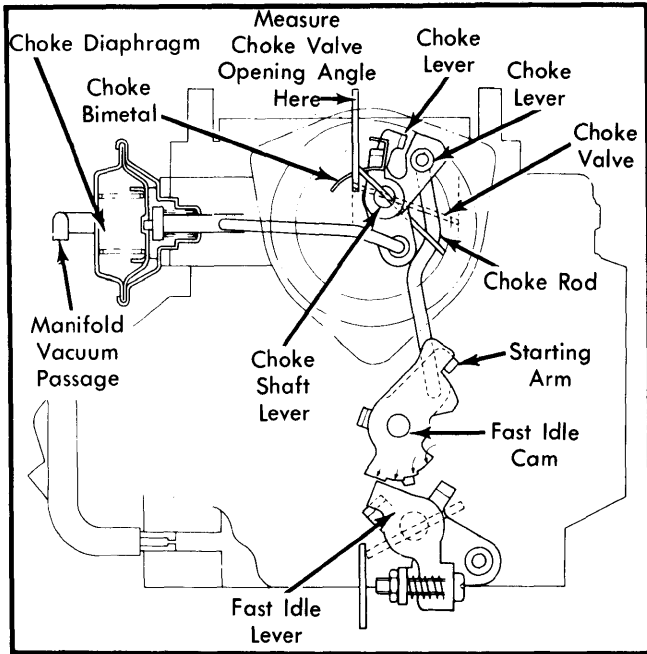 Measure
Choke Valve
Opening Angle
Here
Choke Diaphragm
Choke
Bimetal
Choke
Lever
Choke
Lever
Choke
Valve
Choke Rod
Manifold
Vacuum
Passage
Choke
Shaft
Lever
Starting
Arm
Fast Idle
Cam
Fast Idle
Lever